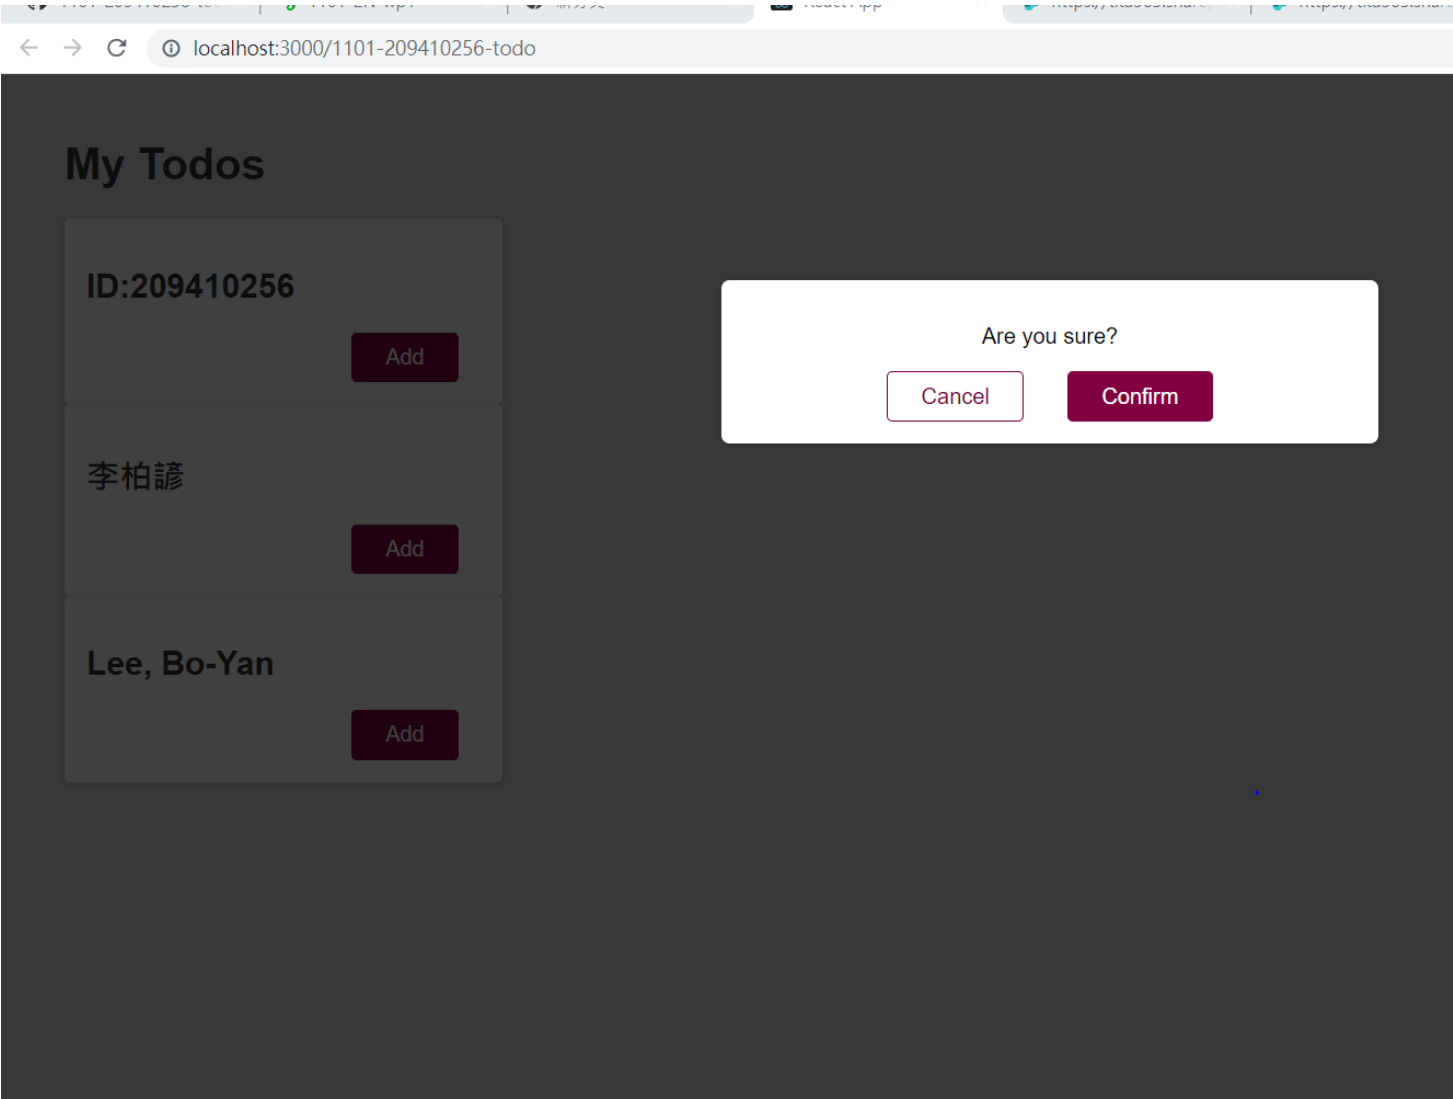 localhost:3000/1101-209410256-todo
My Todos
ID:209410256
Add
李柏諺
Add
Lee, Bo-Yan
Add
Are you sure?
Cancel
Confirm